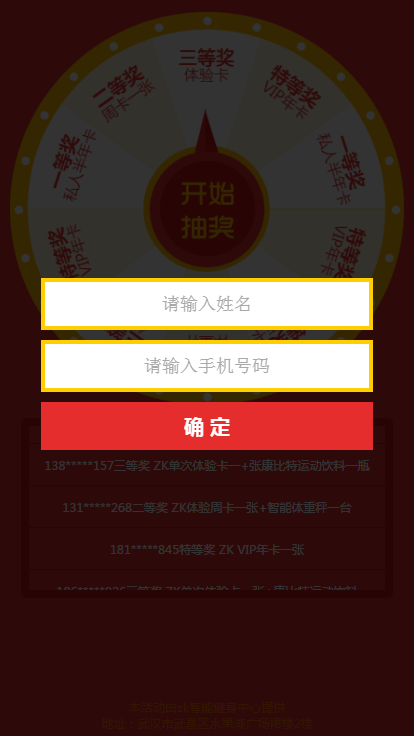 三等奖
体验卡
二等奖
周卡一张
特等奖
VIP年卡
一等奖
私人半年卡
一等奖
私人半年卡
特等奖
VIP年卡
特等奖
VIP年卡
开始
抽奖
请输入姓名
请输入手机号码
确定
138*****157三等奖 ZK单次体验卡一+张康比特运动饮料一瓶
131*****268二等奖 ZK体验周卡一张+智能体重秤一台
181*****845特等奖 ZK VIP年卡一张